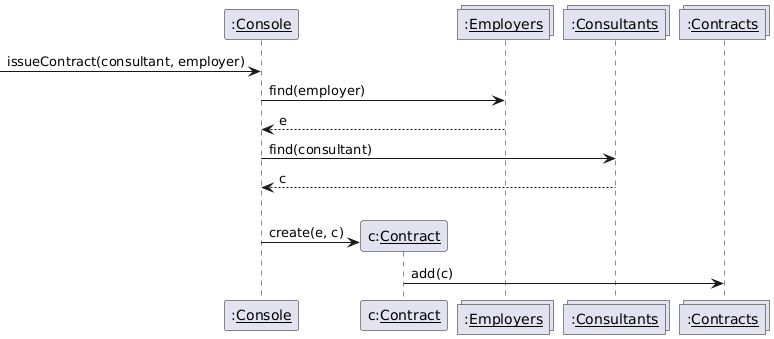 :Console
:Employers
:Consultants
:Contracts
issueContract(consultant, employer)
find(employer)
e
find(consultant)
c
create(e, c)
c:Contract
add(c)
:Console
c:Contract
:Employers
:Consultants
:Contracts